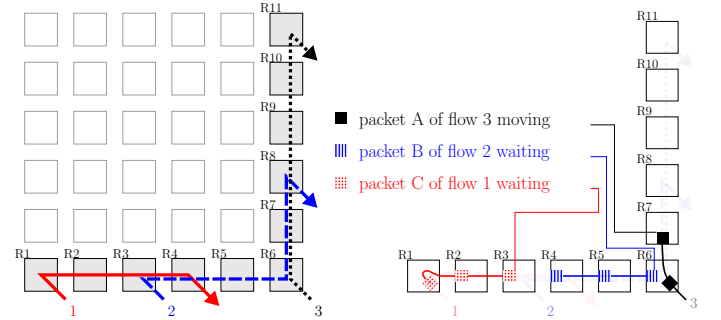 R11
R10
R9
R8
R7
R1
R2
R3
R4
R5
R6
1
2
3
packet A of flow 3 moving
packet B of flow 2 waiting
packet C of flow 1 waiting
R11
R10
R9
R8
R7
R1
R2
R3
R4
R5
R6
1
2
3